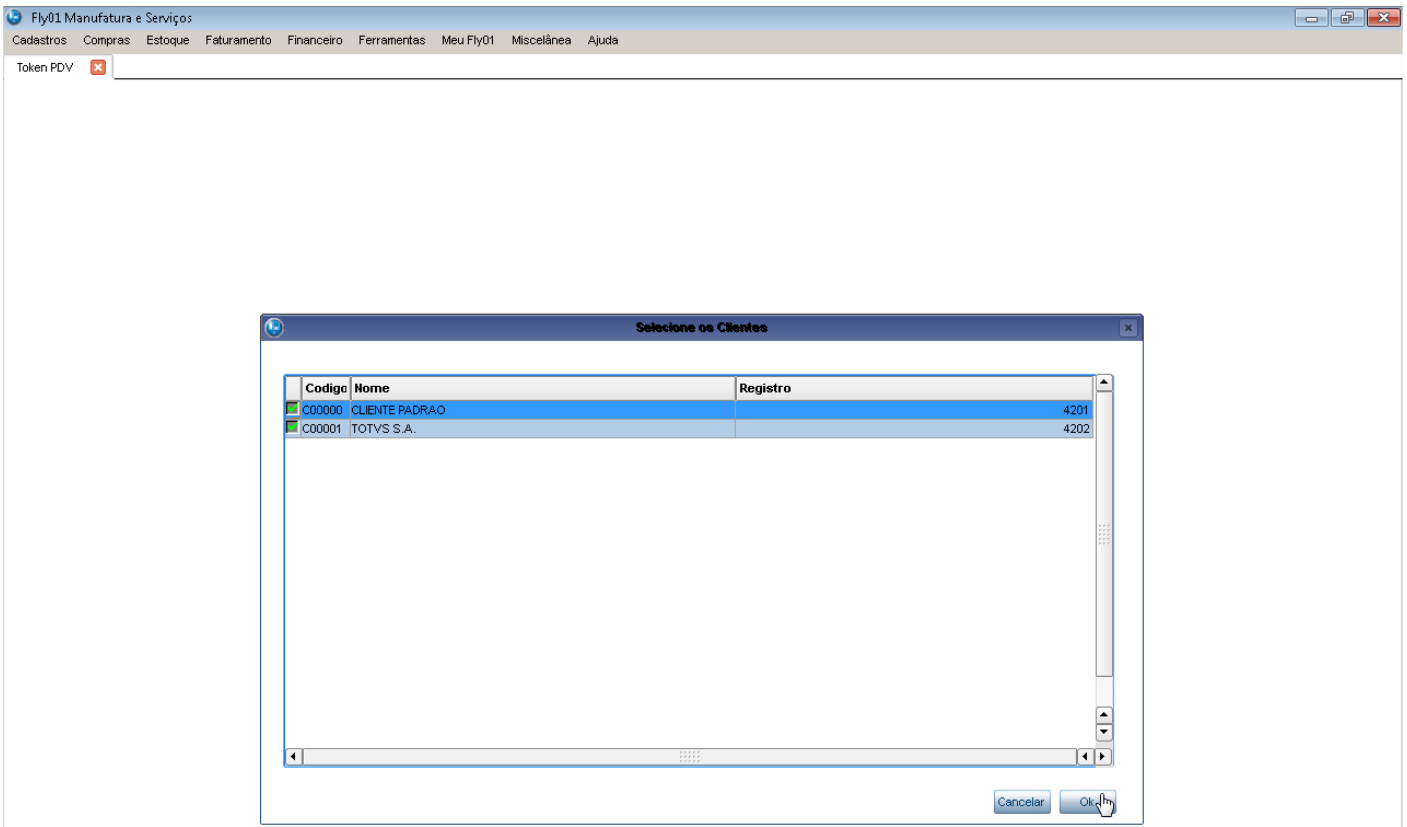 Fly01 Manufatura e Serviços
Cadastros Compras Estoque Faturamento Financeiro Ferramentas Meu Fly01 Miscelânea Ajuda
Token PDV
Selecione os Clientes
Codigo Nome Registro
C00000 CLIENTE PADRAO 4201
C00001 TOTVS S.A. 4202
Cancelar Ok